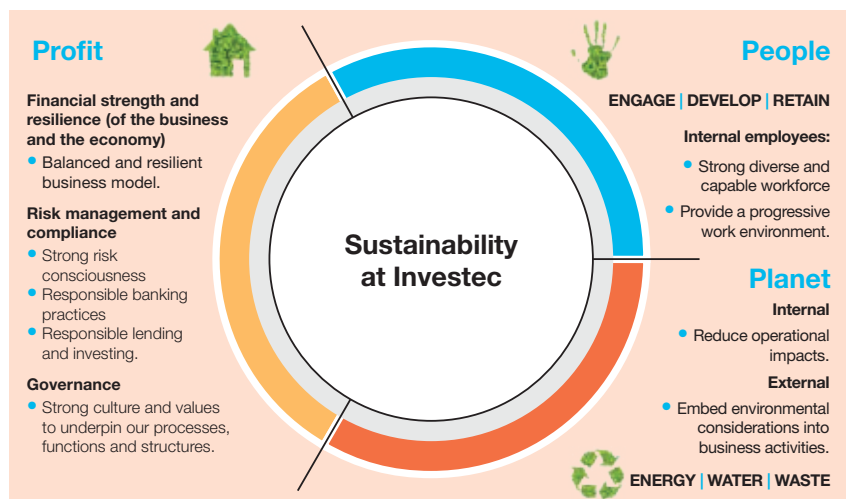 Profit
Financial strength and
resilience (of the business
and the economy)
• Balanced and resilient
business model.
Risk management and
compliance
• Strong risk
consciousness
• Responsible banking
practices
• Responsible lending
and investing.
Governance
• Strong culture and values
to underpin our processes,
functions and structures.
Sustainability
at Investec
People
ENGAGE | DEVELOP | RETAIN
Internal employees:
• Strong diverse and
capable workforce
• Provide a progressive
work environment.
Planet
Internal
• Reduce operational
impacts.
External
• Embed environmental
considerations into
business activities.
ENERGY | WATER | WASTE